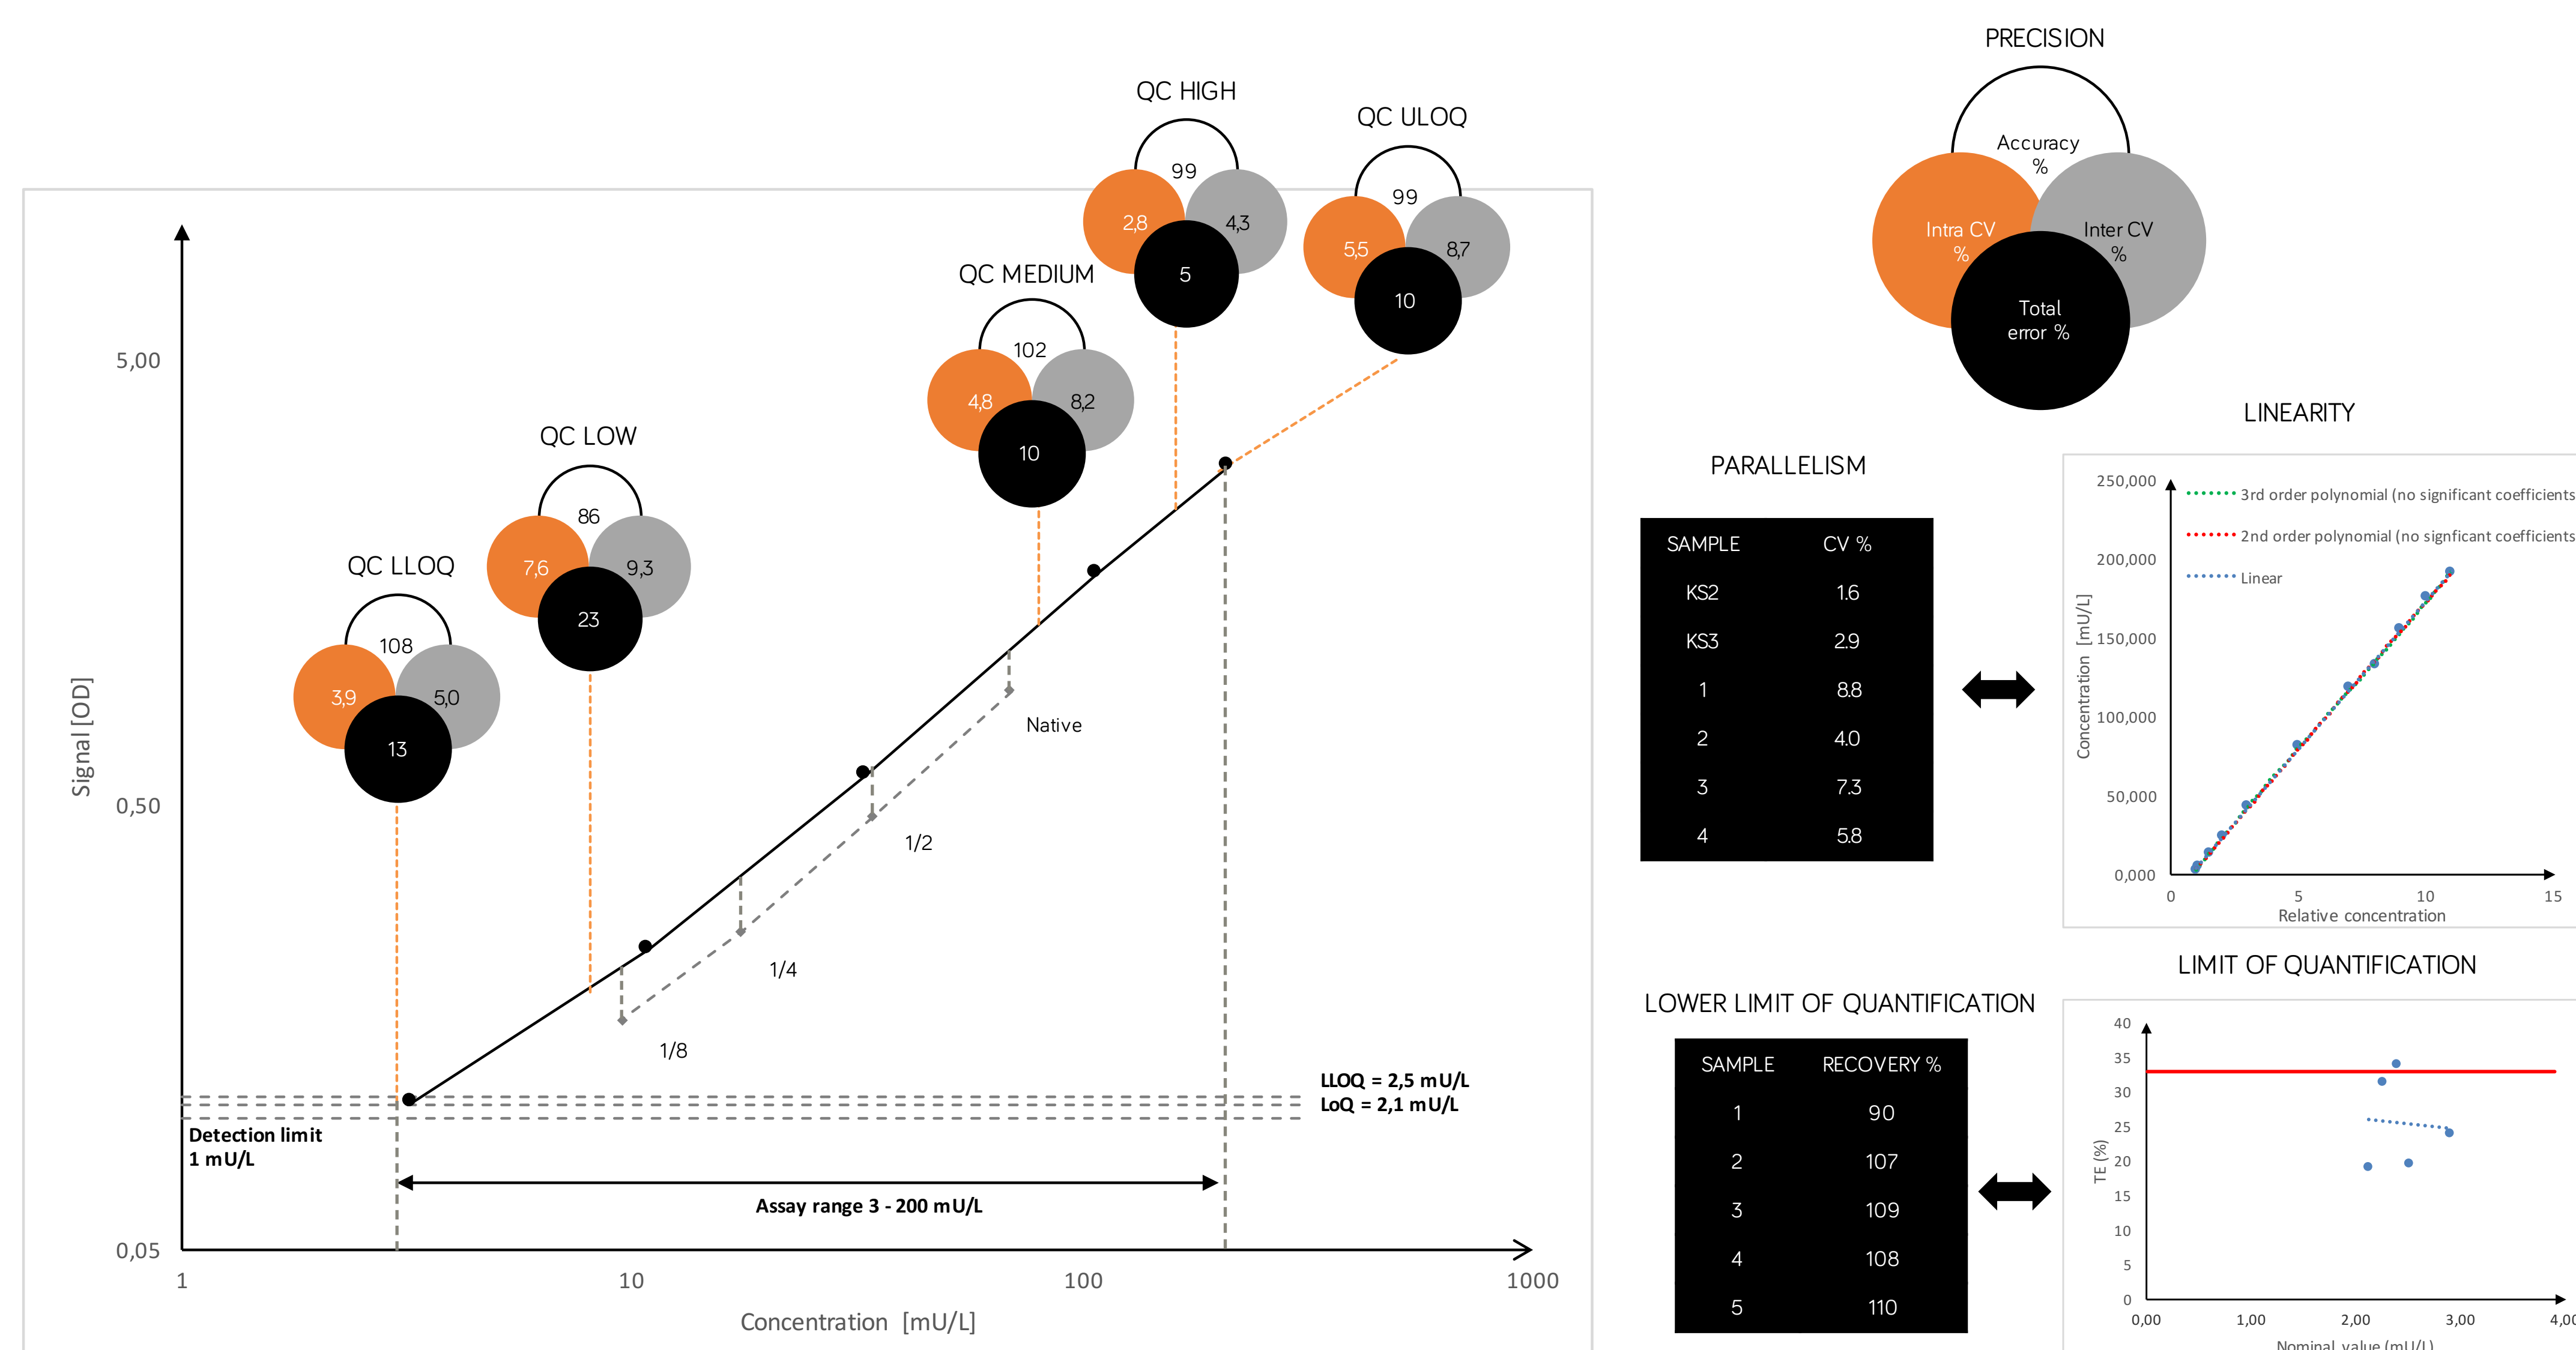 QC HIGH
99
2,8
4,3
5
QC ULOQ
99
5,5
8,7
10
QC MEDIUM
102
4,8
8,2
10
QC LOW
86
7,6
9,3
23
QC LLOQ
108
3,9
5,0
13
5,00
0,50
0,05
Signal [OD]
Native
1/2
1/4
1/8
LLOQ = 2,5 mU/L
LoQ = 2,1 mU/L
Detection limit
1 mU/L
Assay range 3 - 200 mU/L
1
10
100
1000
Concentration [mU/L]
PRECISION
Accuracy
%
Intra CV
%
Inter CV
%
Total
error %
PARALLELISM
SAMPLE CV %
KS2 1.6
KS3 2.9
1 8.8
2 4.0
3 7.3
4 5.8
LINEARITY
250,000
200,000
150,000
100,000
50,000
0,000
Concentration [mU/L]
3rd order polynomial (no significant coefficients
2nd order polynomial (no signficant coefficients
Linear
0
5
10
15
Relative concentration
LOWER LIMIT OF QUANTIFICATION
SAMPLE RECOVERY %
1 90
2 107
3 109
4 108
5 110
LIMIT OF QUANTIFICATION
40
35
30
25
20
15
10
5
0
TE (%)
0,00
1,00
2,00
3,00
4,00
Nominal value (mU/L)